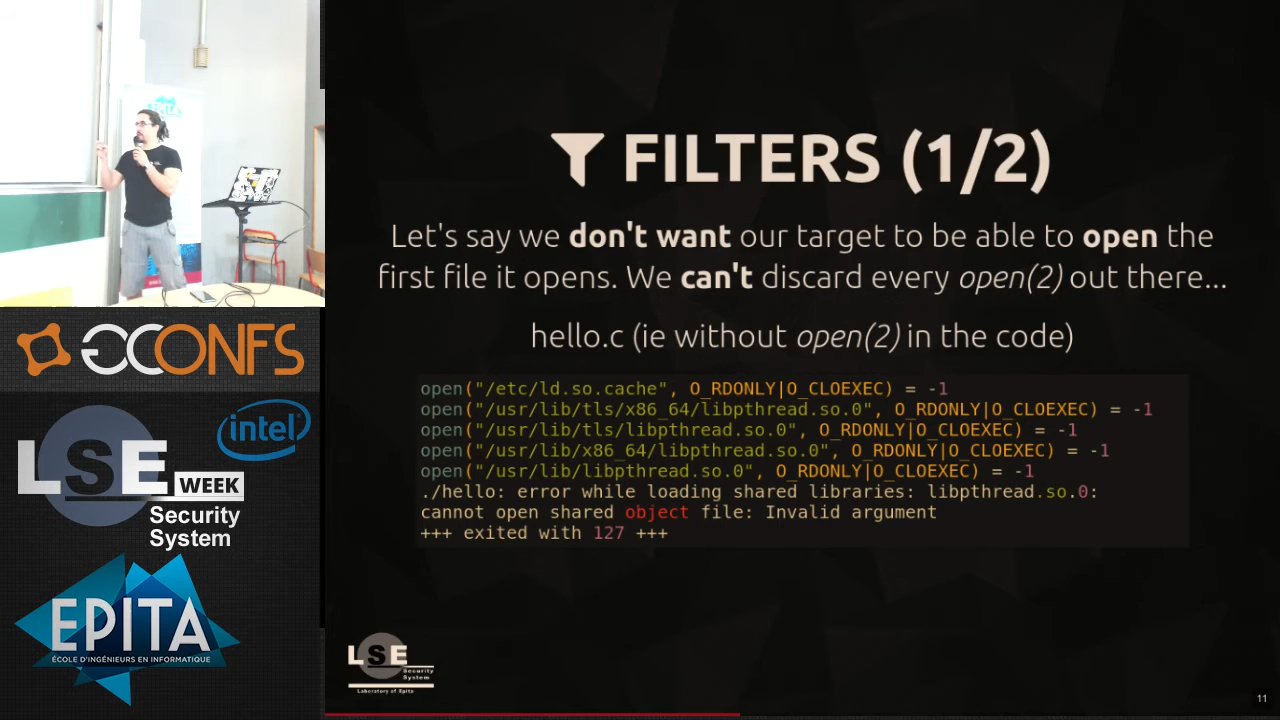 EPITA
GCONFS
intel
LSE
WEEK
Security
System
EPITA
ÉCOLE D'INGÉNIEURS EN INFORMATIQUE
FILTERS (1/2)
Let's say we don't want our target to be able to open the
first file it opens. We can't discard every open(2) out there...
hello.c (ie without open(2) in the code)
open("/etc/ld.so.cache", O_RDONLY|O_CLOEXEC) = -1
open("/usr/lib/tls/x86_64/libpthread.so.0", O_RDONLY|O_CLOEXEC) = -1
open("/usr/lib/tls/libpthread.so.0", O_RDONLY|O_CLOEXEC) = -1
open("/usr/lib/x86_64/libpthread.so.0", O_RDONLY|O_CLOEXEC) = -1
open("/usr/lib/libpthread.so.0", O_RDONLY|O_CLOEXEC) = -1
./hello: error while loading shared libraries: libpthread.so.0:
cannot open shared object file: Invalid argument
+++ exited with 127 +++
LSE
Security
System
Laboratory of Epita
11